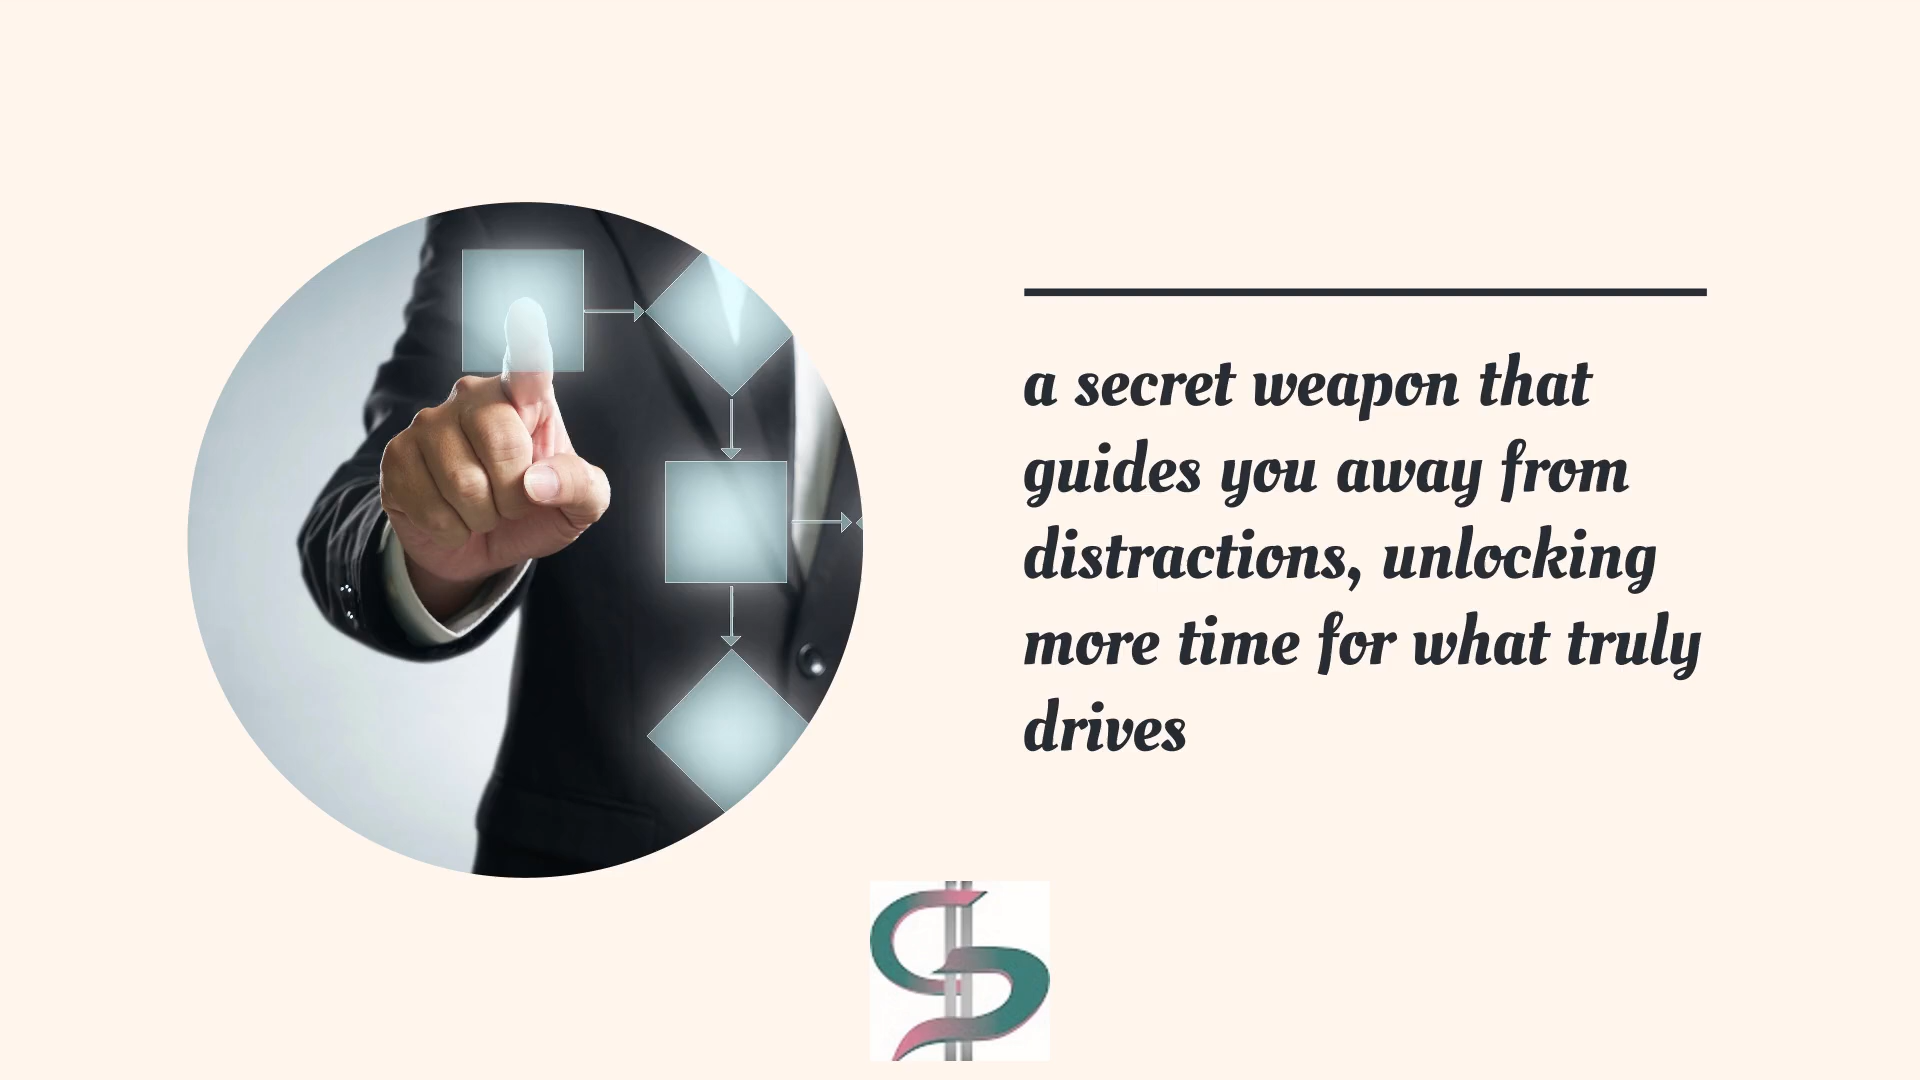 a secret weapon that
guides you away from
distractions, unlocking
more time for what truly
drives